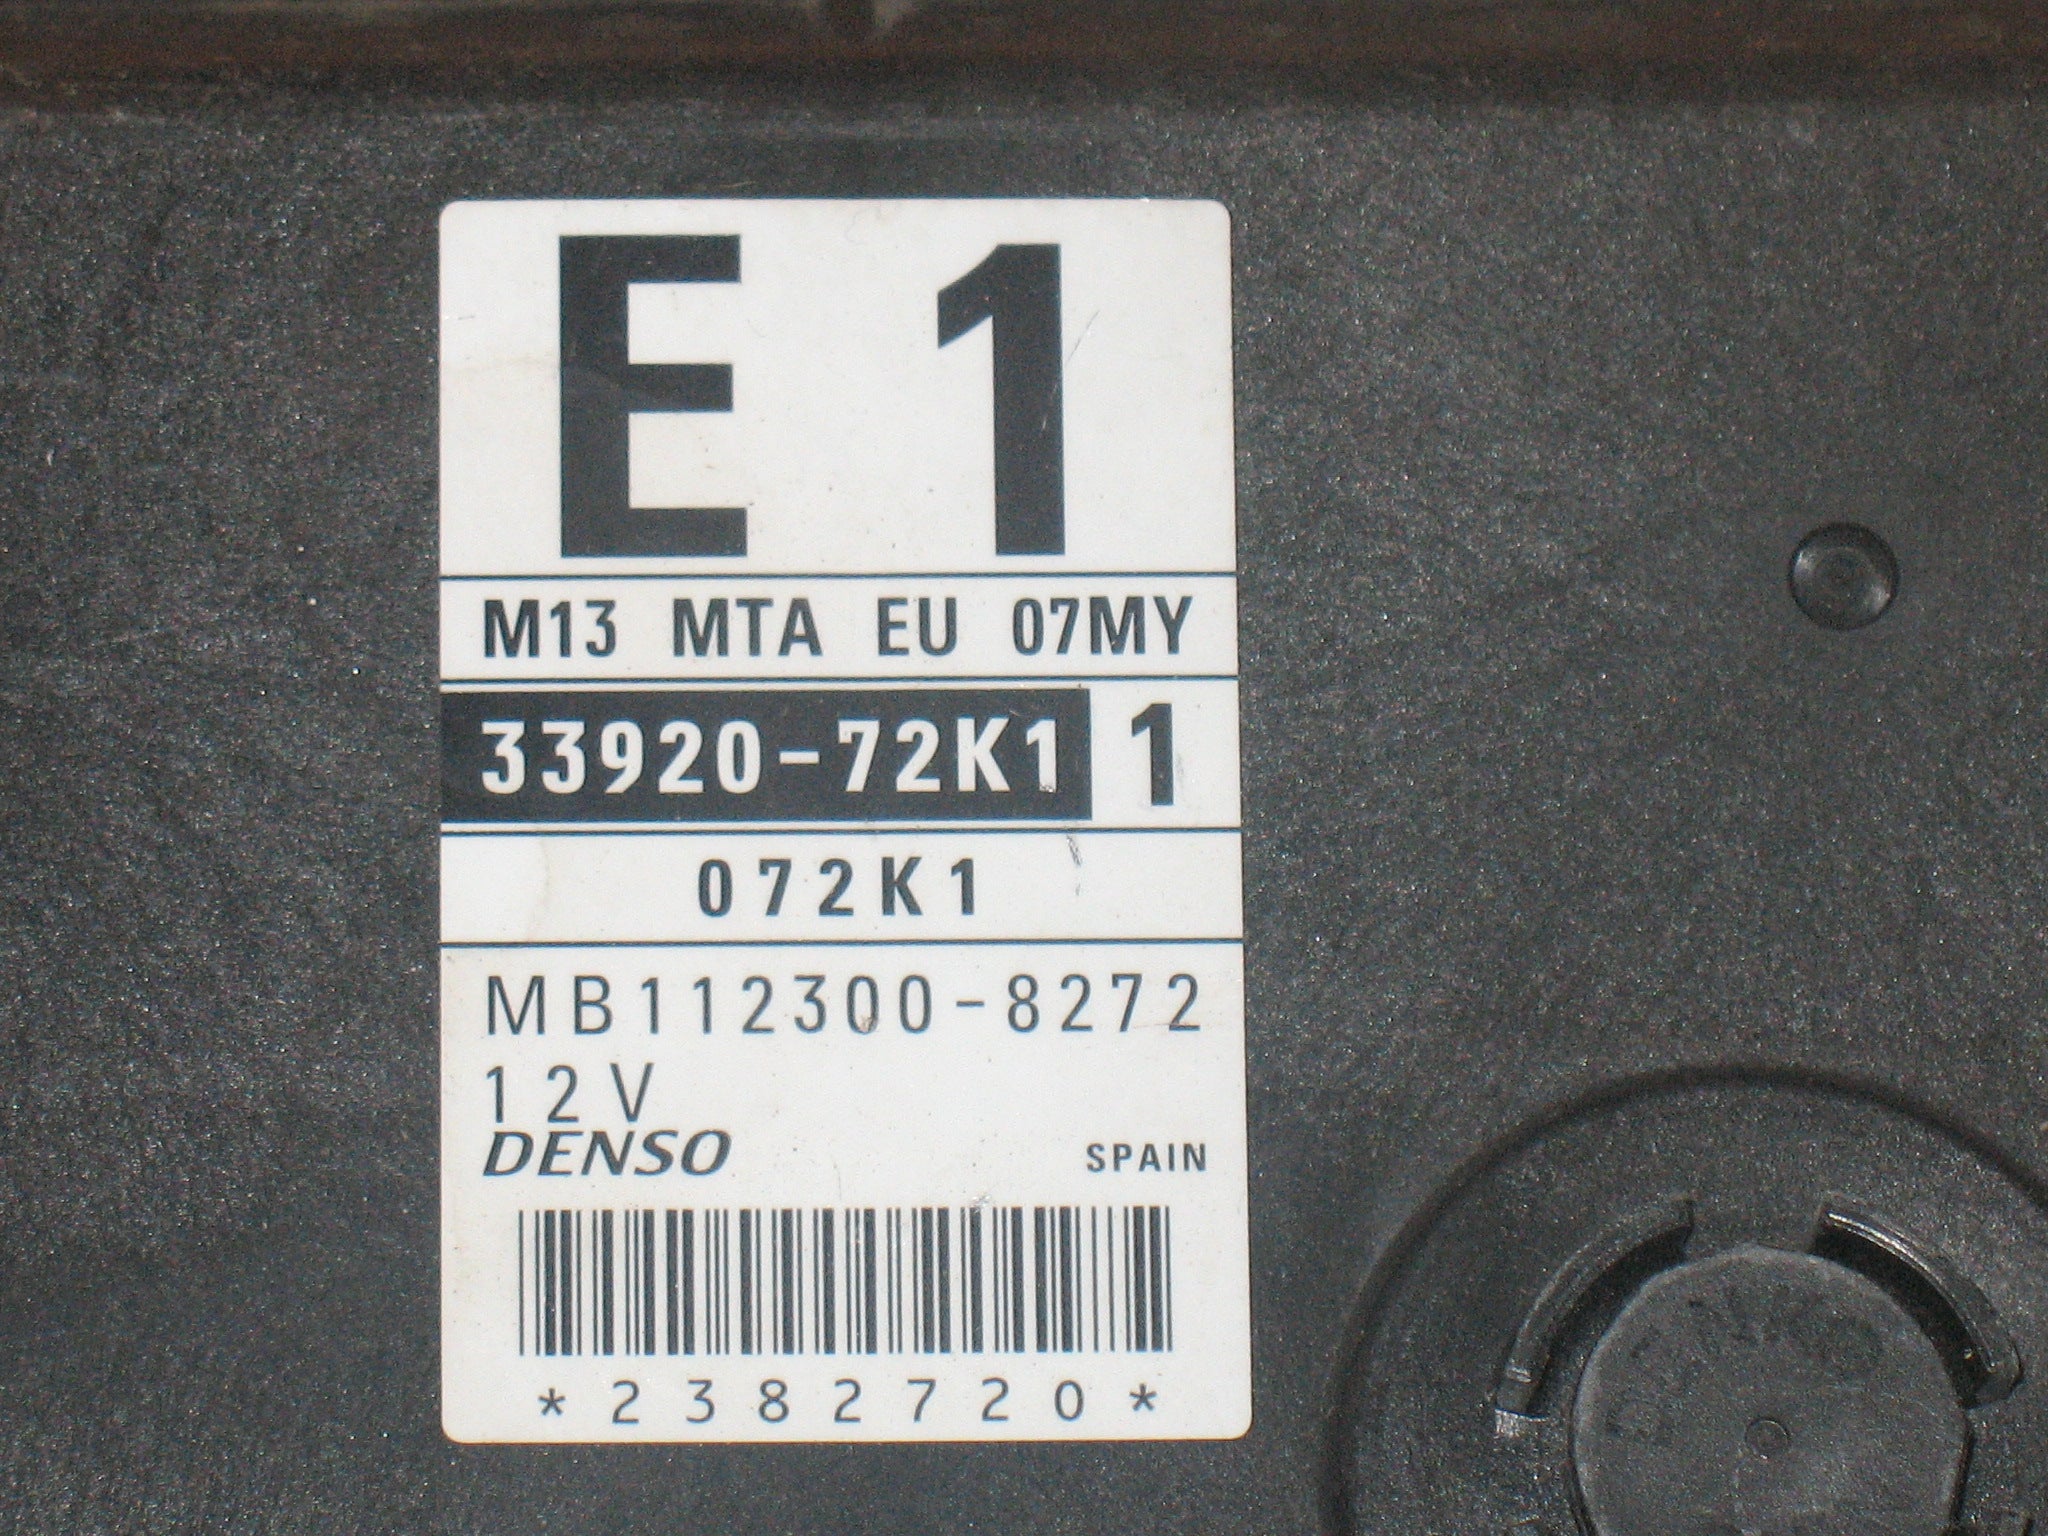 E 1
M13 MTA EU 07MY
33920-72K1 1
072K1
MB112300-8272
12V
DENSO SPAIN
*2382720*